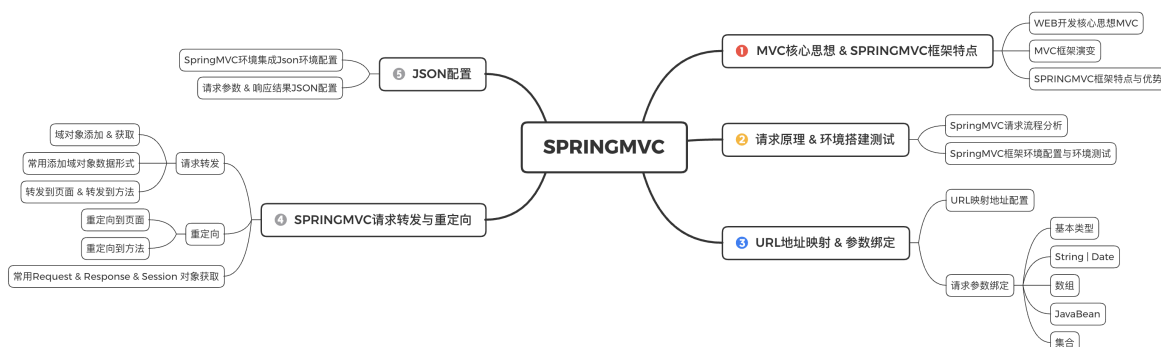 SPRINGMVC
1 MVC核心思想 & SPRINGMVC框架特点
WEB开发核心思想MVC
MVC框架演变
SPRINGMVC框架特点与优势
2 请求原理 & 环境搭建测试
SpringMVC请求流程分析
SpringMVC框架环境配置与环境测试
3 URL地址映射 & 参数绑定
URL映射地址配置
请求参数绑定
基本类型
String | Date
数组
JavaBean
集合
4 SPRINGMVC请求转发与重定向
请求转发
域对象添加 & 获取
常用添加域对象数据形式
转发到页面 & 转发到方法
重定向
重定向到页面
重定向到方法
常用Request & Response & Session 对象获取
5 JSON配置
SpringMVC环境集成Json环境配置
请求参数 & 响应结果JSON配置